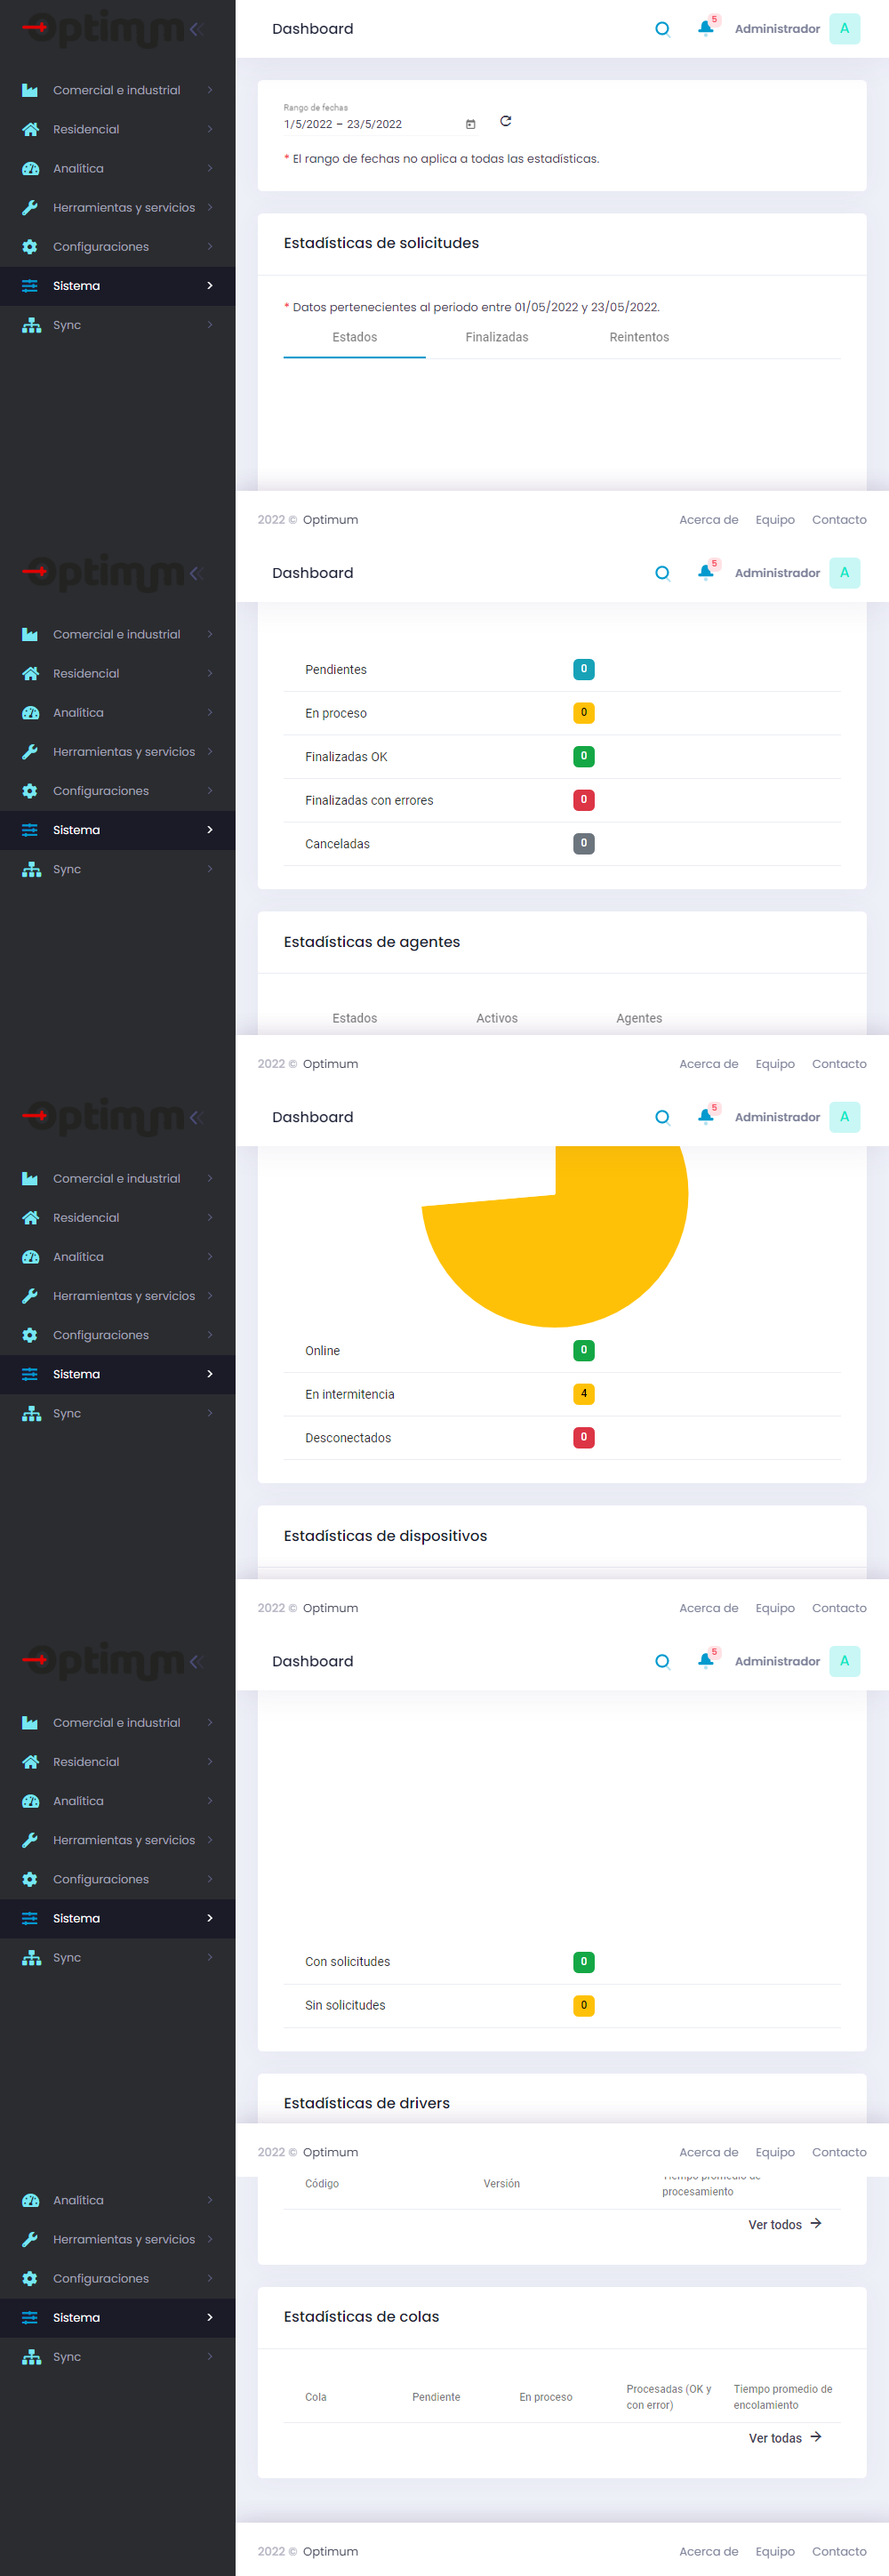 Optimum
Dashboard
5
Administrador
A
Comercial e industrial
Residencial
Analítica
Herramientas y servicios
Configuraciones
Sistema
Sync
Rango de fechas
1/5/2022 – 23/5/2022
* El rango de fechas no aplica a todas las estadísticas.
Estadísticas de solicitudes
* Datos pertenecientes al periodo entre 01/05/2022 y 23/05/2022.
Estados Finalizadas Reintentos
2022 © Optimum
Acerca de Equipo Contacto
Optimum
Dashboard
5
Administrador
A
Comercial e industrial
Residencial
Analítica
Herramientas y servicios
Configuraciones
Sistema
Sync
Pendientes 0
En proceso 0
Finalizadas OK 0
Finalizadas con errores 0
Canceladas 0
Estadísticas de agentes
Estados Activos Agentes
2022 © Optimum
Acerca de Equipo Contacto
Optimum
Dashboard
5
Administrador
A
Comercial e industrial
Residencial
Analítica
Herramientas y servicios
Configuraciones
Sistema
Sync
Online 0
En intermitencia 4
Desconectados 0
Estadísticas de dispositivos
2022 © Optimum
Acerca de Equipo Contacto
Optimum
Dashboard
5
Administrador
A
Comercial e industrial
Residencial
Analítica
Herramientas y servicios
Configuraciones
Sistema
Sync
Con solicitudes 0
Sin solicitudes 0
Estadísticas de drivers
2022 © Optimum
Acerca de Equipo Contacto
Analítica
Herramientas y servicios
Configuraciones
Sistema
Sync
Código Versión Tiempo promedio de
procesamiento
Ver todos
Estadísticas de colas
Cola Pendiente En proceso Procesadas (OK y
con error) Tiempo promedio de
encolamiento
Ver todas
2022 © Optimum
Acerca de Equipo Contacto